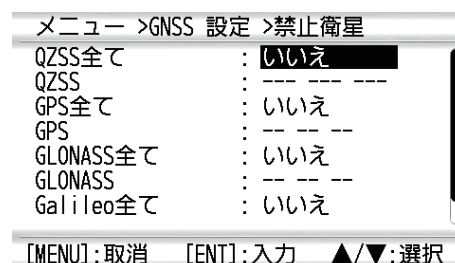 メニュー >GNSS 設定 >禁止衛星
QZSS全て : いいえ
QZSS : --- --- ---
GPS全て : いいえ
GPS : -- -- --
GLONASS全て : いいえ
GLONASS : -- -- --
Galileo全て : いいえ
[MENU]:取消 [ENT]:入力 ▲/▼:選択